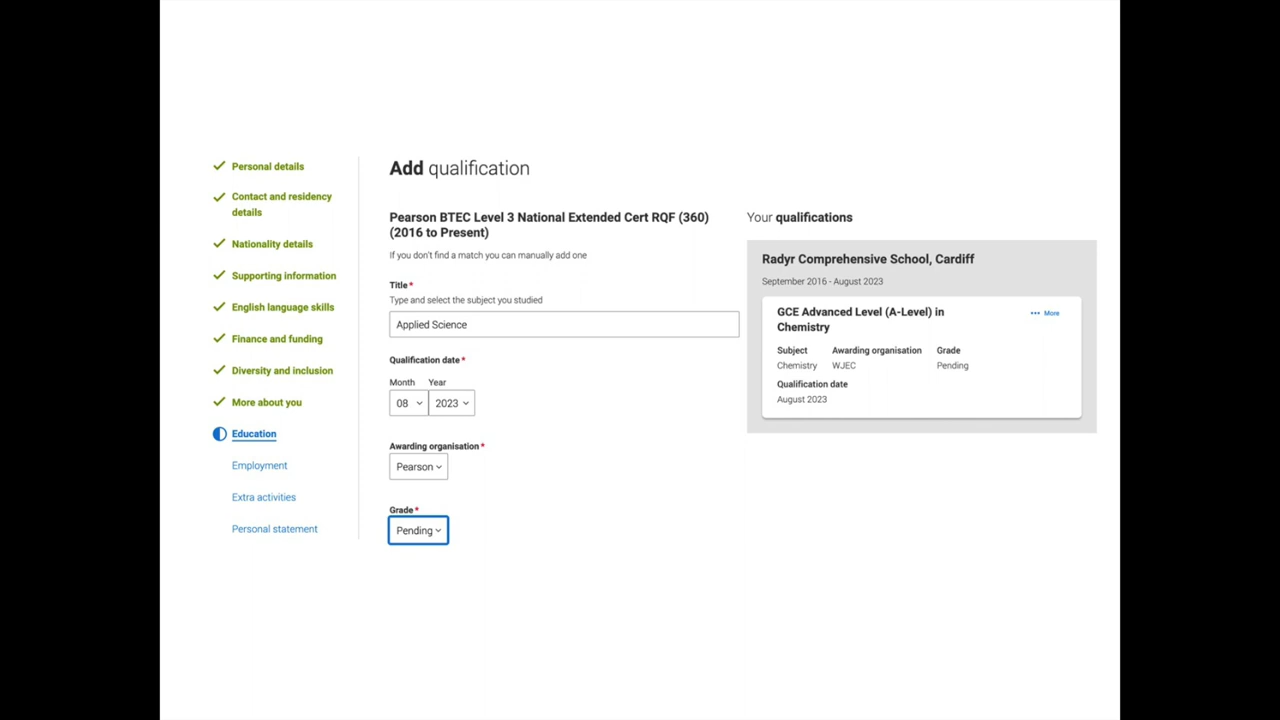 Personal details
Contact and residency
details
Nationality details
Supporting information
English language skills
Finance and funding
Diversity and inclusion
More about you
Education
Employment
Extra activities
Personal statement
Add qualification
Pearson BTEC Level 3 National Extended Cert RQF (360)
(2016 to Present)
If you don't find a match you can manually add one
Title*
Type and select the subject you studied
Applied Science
Qualification date*
Month Year
08 2023
Awarding organisation*
Pearson
Grade*
Pending
Your qualifications
Radyr Comprehensive School, Cardiff
September 2016 - August 2023
GCE Advanced Level (A-Level) in
Chemistry
••• More
Subject Awarding organisation Grade
Chemistry WJEC Pending
Qualification date
August 2023